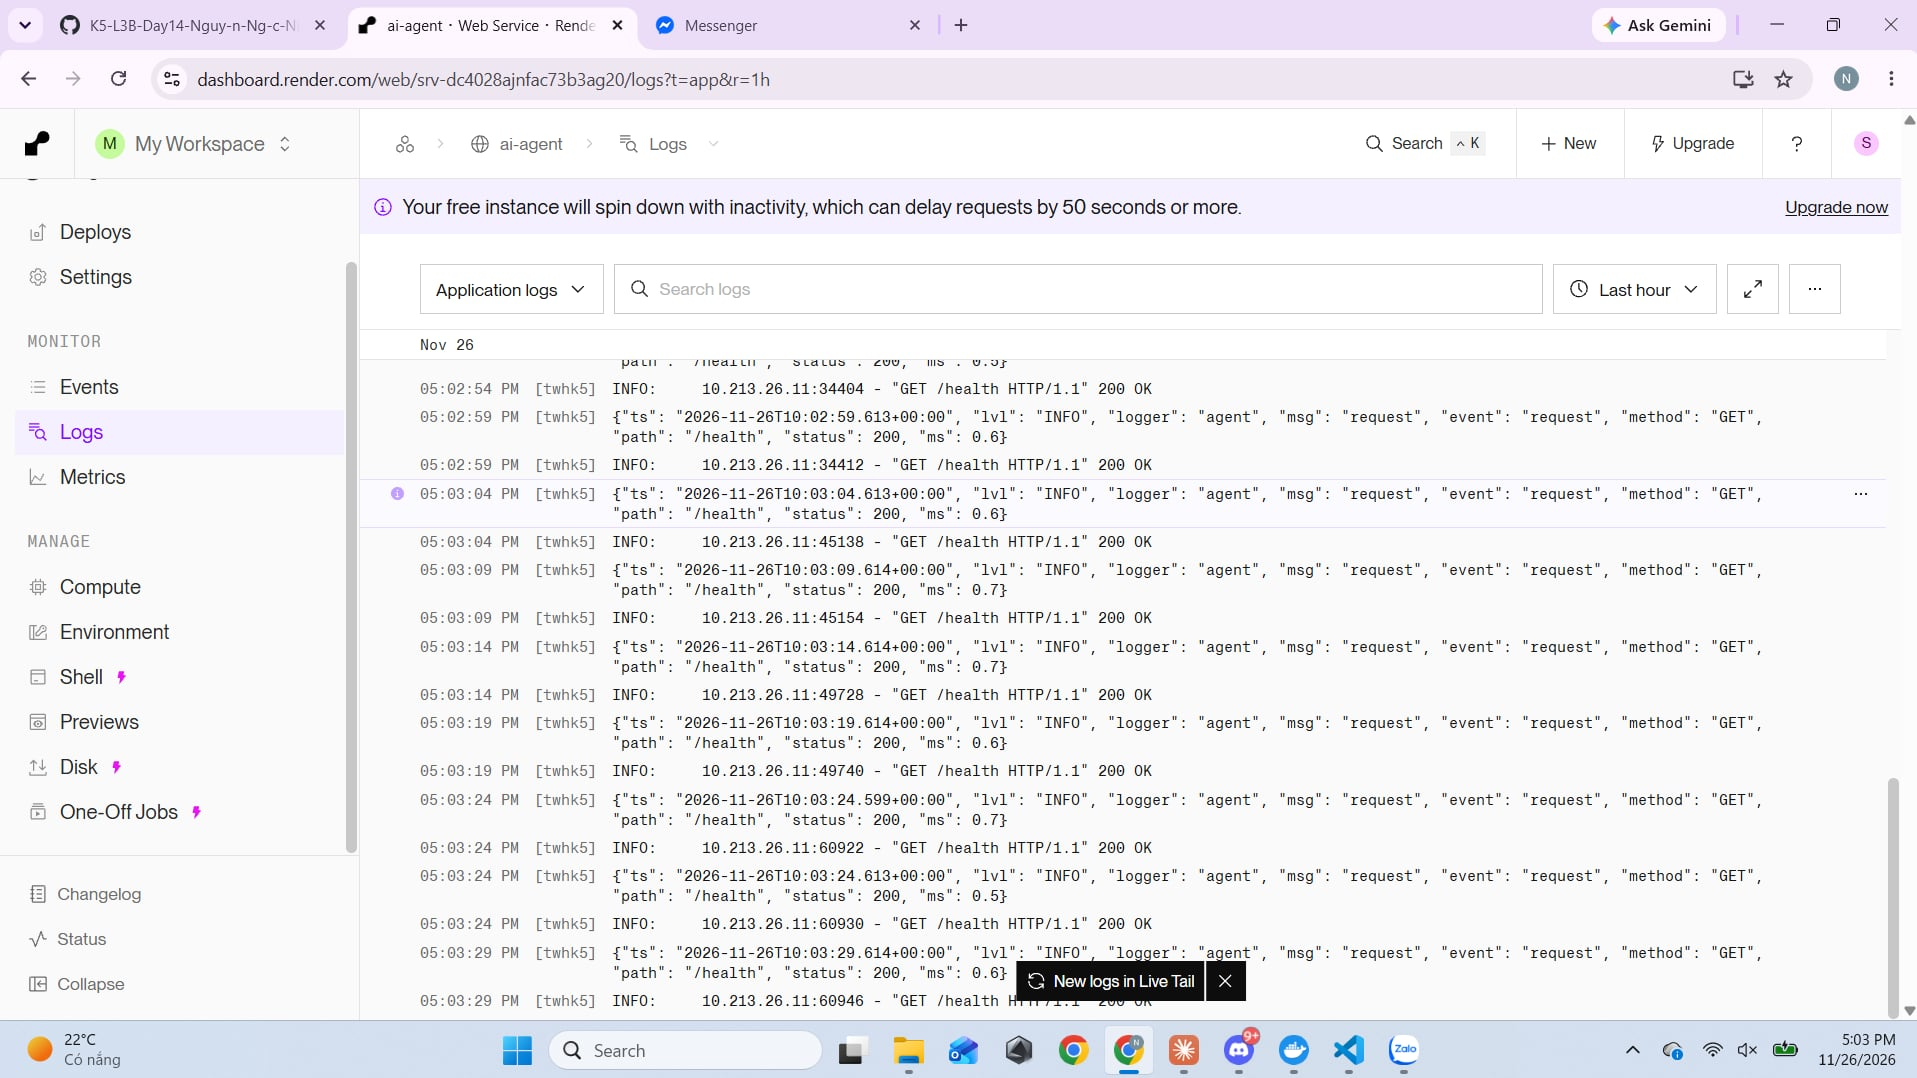 K5-L3B-Day14-Nguy-n-Ng-c-N
ai-agent · Web Service · Rende
Messenger
Ask Gemini
dashboard.render.com/web/srv-dc4028ajnfac73b3ag20/logs?t=app&r=1h
N
M My Workspace
ai-agent
Logs
Search ^ K
+ New
Upgrade
?
S
Your free instance will spin down with inactivity, which can delay requests by 50 seconds or more.
Upgrade now
Deploys
Settings
MONITOR
Events
Logs
Metrics
MANAGE
Compute
Environment
Shell
Previews
Disk
One-Off Jobs
Changelog
Status
Collapse
Application logs
Search logs
Last hour
...
Nov 26
"path": "/health", "status": 200, "ms": 0.5}
05:02:54 PM [twhk5] INFO: 10.213.26.11:34404 - "GET /health HTTP/1.1" 200 OK
05:02:59 PM [twhk5] {"ts": "2026-11-26T10:02:59.613+00:00", "lvl": "INFO", "logger": "agent", "msg": "request", "event": "request", "method": "GET",
"path": "/health", "status": 200, "ms": 0.6}
05:02:59 PM [twhk5] INFO: 10.213.26.11:34412 - "GET /health HTTP/1.1" 200 OK
05:03:04 PM [twhk5] {"ts": "2026-11-26T10:03:04.613+00:00", "lvl": "INFO", "logger": "agent", "msg": "request", "event": "request", "method": "GET",
"path": "/health", "status": 200, "ms": 0.6}
...
05:03:04 PM [twhk5] INFO: 10.213.26.11:45138 - "GET /health HTTP/1.1" 200 OK
05:03:09 PM [twhk5] {"ts": "2026-11-26T10:03:09.614+00:00", "lvl": "INFO", "logger": "agent", "msg": "request", "event": "request", "method": "GET",
"path": "/health", "status": 200, "ms": 0.7}
05:03:09 PM [twhk5] INFO: 10.213.26.11:45154 - "GET /health HTTP/1.1" 200 OK
05:03:14 PM [twhk5] {"ts": "2026-11-26T10:03:14.614+00:00", "lvl": "INFO", "logger": "agent", "msg": "request", "event": "request", "method": "GET",
"path": "/health", "status": 200, "ms": 0.7}
05:03:14 PM [twhk5] INFO: 10.213.26.11:49728 - "GET /health HTTP/1.1" 200 OK
05:03:19 PM [twhk5] {"ts": "2026-11-26T10:03:19.614+00:00", "lvl": "INFO", "logger": "agent", "msg": "request", "event": "request", "method": "GET",
"path": "/health", "status": 200, "ms": 0.6}
05:03:19 PM [twhk5] INFO: 10.213.26.11:49740 - "GET /health HTTP/1.1" 200 OK
05:03:24 PM [twhk5] {"ts": "2026-11-26T10:03:24.599+00:00", "lvl": "INFO", "logger": "agent", "msg": "request", "event": "request", "method": "GET",
"path": "/health", "status": 200, "ms": 0.7}
05:03:24 PM [twhk5] INFO: 10.213.26.11:60922 - "GET /health HTTP/1.1" 200 OK
05:03:24 PM [twhk5] {"ts": "2026-11-26T10:03:24.613+00:00", "lvl": "INFO", "logger": "agent", "msg": "request", "event": "request", "method": "GET",
"path": "/health", "status": 200, "ms": 0.5}
05:03:24 PM [twhk5] INFO: 10.213.26.11:60930 - "GET /health HTTP/1.1" 200 OK
05:03:29 PM [twhk5] {"ts": "2026-11-26T10:03:29.614+00:00", "lvl": "INFO", "logger": "agent", "msg": "request", "event": "request", "method": "GET",
"path": "/health", "status": 200, "ms": 0.6}
New logs in Live Tail
05:03:29 PM [twhk5] INFO: 10.213.26.11:60946 - "GET /health HTTP/1.1" 200 OK
22°C
Có nắng
Search
N
9+
Zalo
5:03 PM
11/26/2026